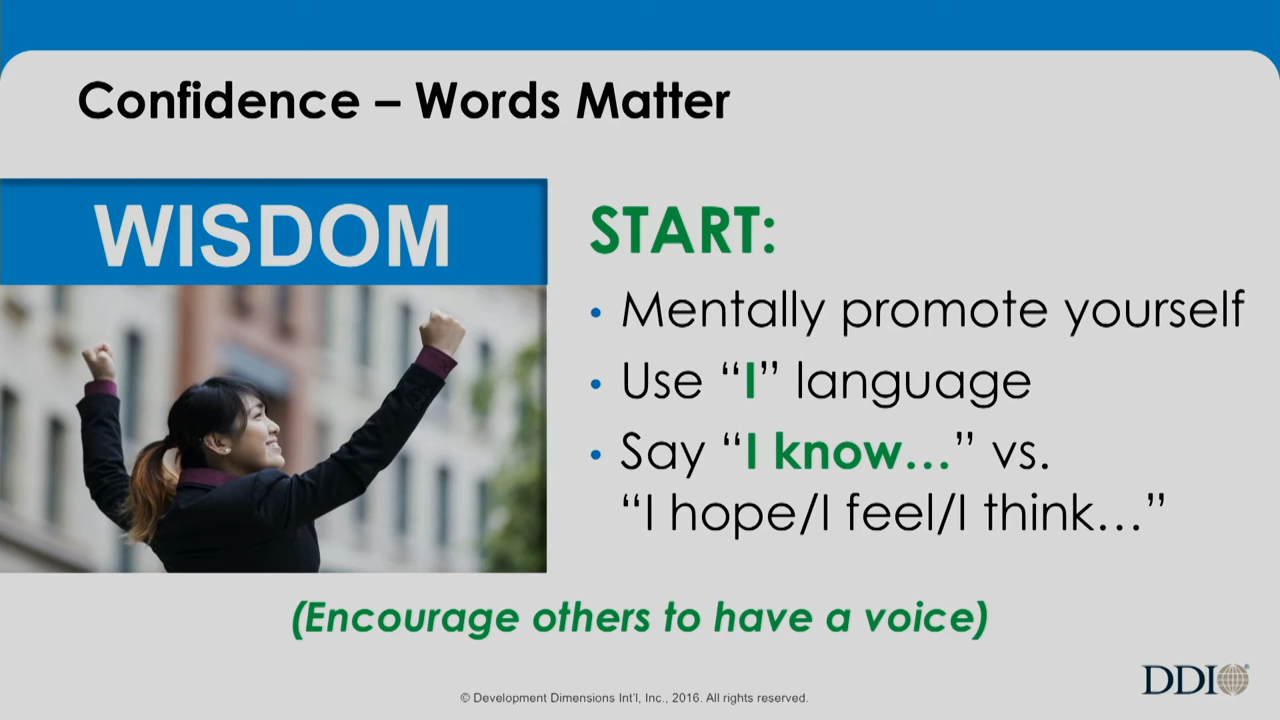 Confidence – Words Matter
WISDOM
START:
• Mentally promote yourself
• Use “I” language
• Say “I know…” vs.
“I hope/I feel/I think…”
(Encourage others to have a voice)
© Development Dimensions Int’l, Inc., 2016. All rights reserved.
DDI®